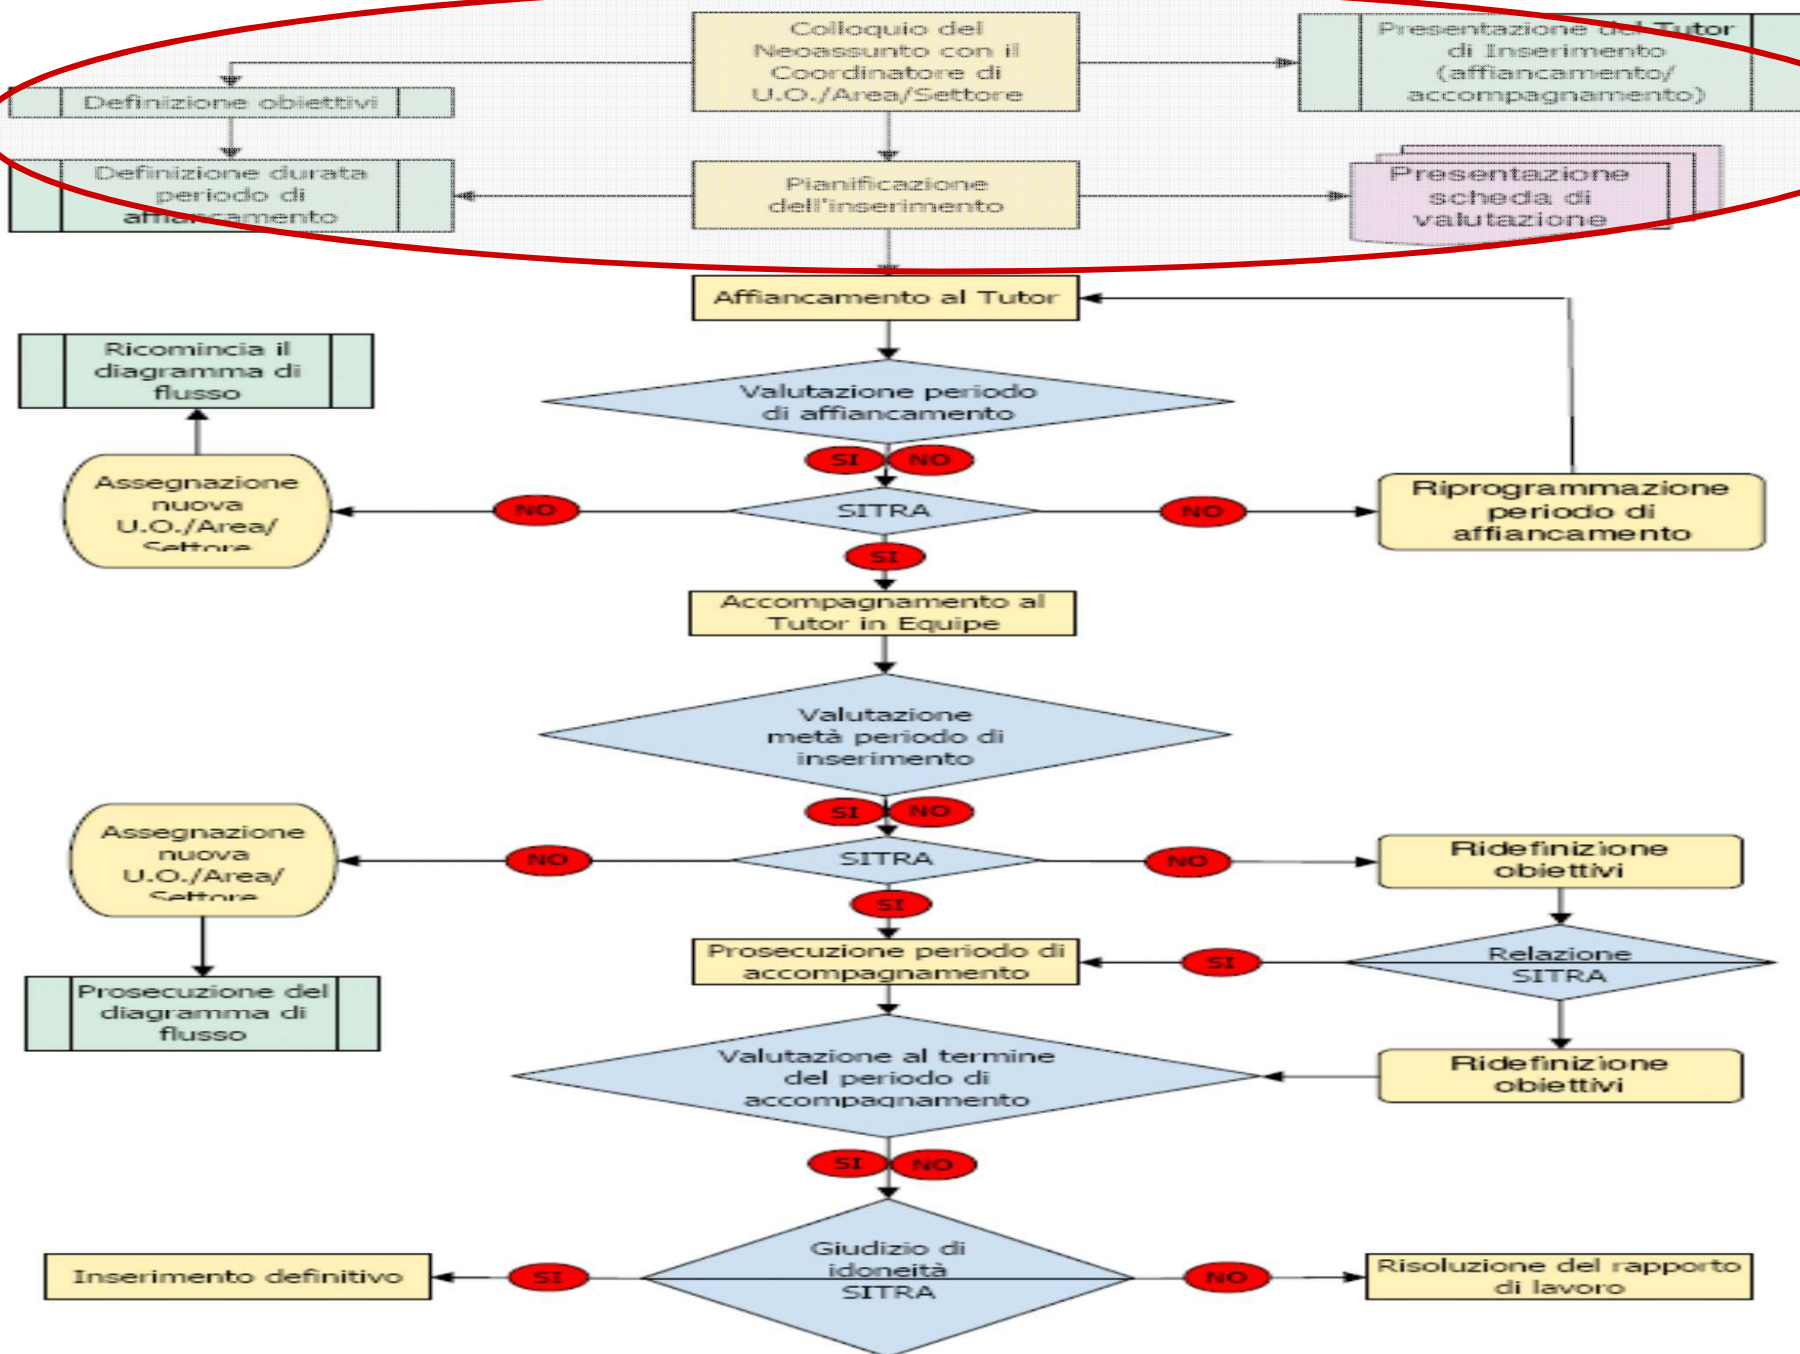 Colloquio del
Neoassunto con il
Coordinatore di
U.O./Area/Settore
Presentazione del Tutor
di Inserimento
(affiancamento/
accompagnamento)
Definizione obiettivi
Definizione durata
periodo di
affiancamento
Pianificazione
dell'inserimento
Presentazione
scheda di
valutazione
Affiancamento al Tutor
Ricomincia il
diagramma di
flusso
Valutazione periodo
di affiancamento
SI
NO
Assegnazione
nuova
U.O./Area/
Settore
NO
SITRA
NO
Riprogrammazione
periodo di
affiancamento
SI
Accompagnamento al
Tutor in Equipe
Valutazione
metà periodo di
inserimento
SI
NO
Assegnazione
nuova
U.O./Area/
Settore
NO
SITRA
NO
Ridefinizione
obiettivi
SI
Prosecuzione periodo di
accompagnamento
SI
Relazione
SITRA
Prosecuzione del
diagramma di
flusso
Valutazione al termine
del periodo di
accompagnamento
Ridefinizione
obiettivi
SI
NO
Inserimento definitivo
SI
Giudizio di
idoneità
SITRA
NO
Risoluzione del rapporto
di lavoro